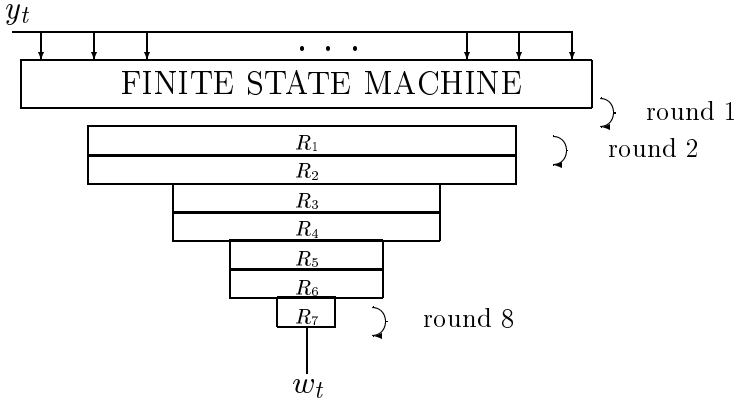 y_t
. . .
FINITE STATE MACHINE
round 1
R_1
round 2
R_2
R_3
R_4
R_5
R_6
R_7
round 8
w_t